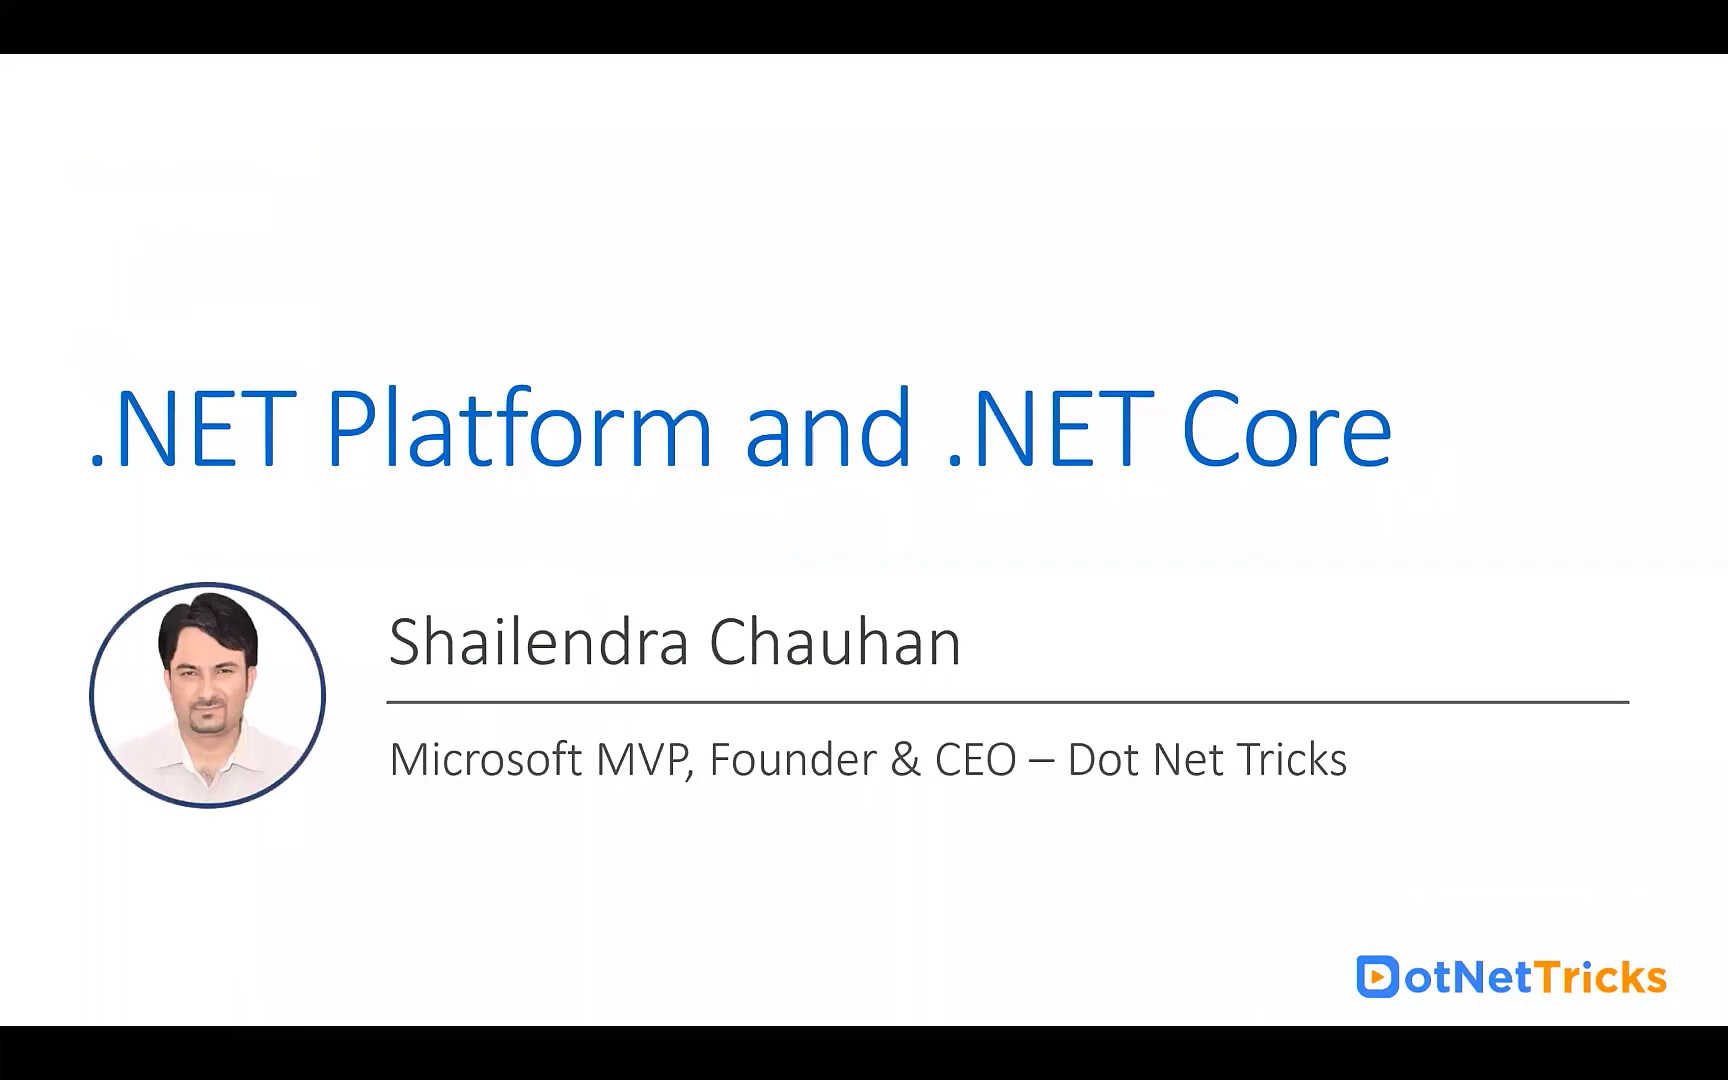 .NET Platform and .NET Core
Shailendra Chauhan
Microsoft MVP, Founder & CEO – Dot Net Tricks
DotNetTricks